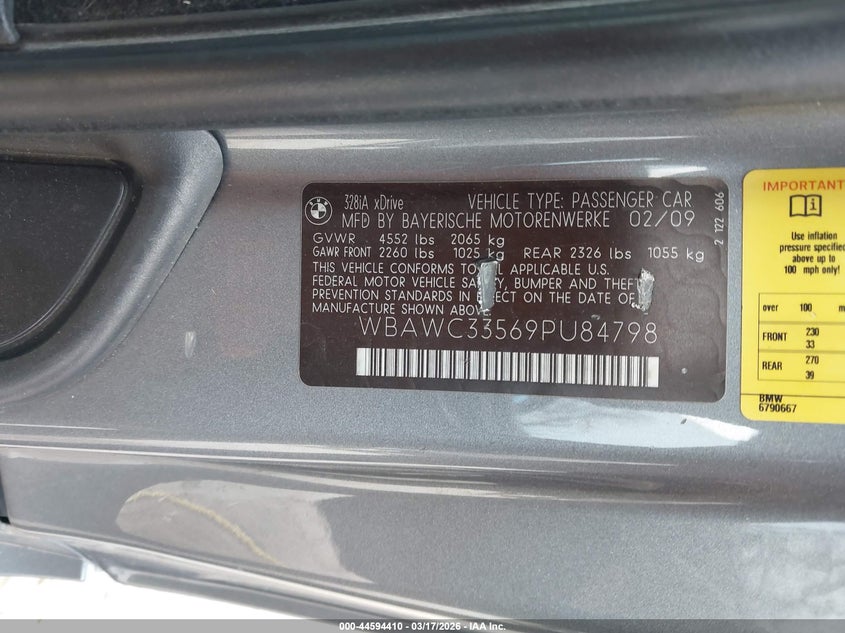 328iA xDrive VEHICLE TYPE: PASSENGER CAR
MFD BY BAYERISCHE MOTORENWERKE 02/09
GVWR 4552 lbs 2065 kg
GAWR FRONT 2260 lbs 1025 kg REAR 2326 lbs 1055 kg
THIS VEHICLE CONFORMS TO ALL APPLICABLE U.S.
FEDERAL MOTOR VEHICLE SAFETY, BUMPER AND THEFT
PREVENTION STANDARDS IN EFFECT ON THE DATE OF
MANUFACTURE SHOWN ABOVE
WBAWC33569PU84798
2 122 606
IMPORTANT
Use inflation
pressure specified
above up to
100 mph only!
over 100 m
FRONT 230
33
REAR 270
39
BMW
6790667
000-44594410 - 03/17/2026 - IAAI.com, Inc.